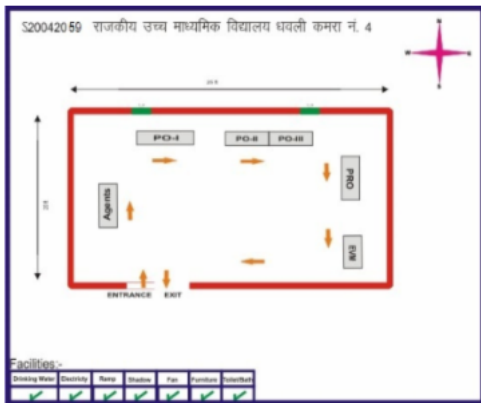 S20042059 राजकीय उच्च माध्यमिक विद्यालय धवली कमरा नं. 4
N
S
PO-I
PO-II
PO-III
PRO
Agents
EVM
ENTRANCE
EXIT
Facilities:-
Drinking Water Electricity Ramp Shadow Fan Furniture Toilet/Bath